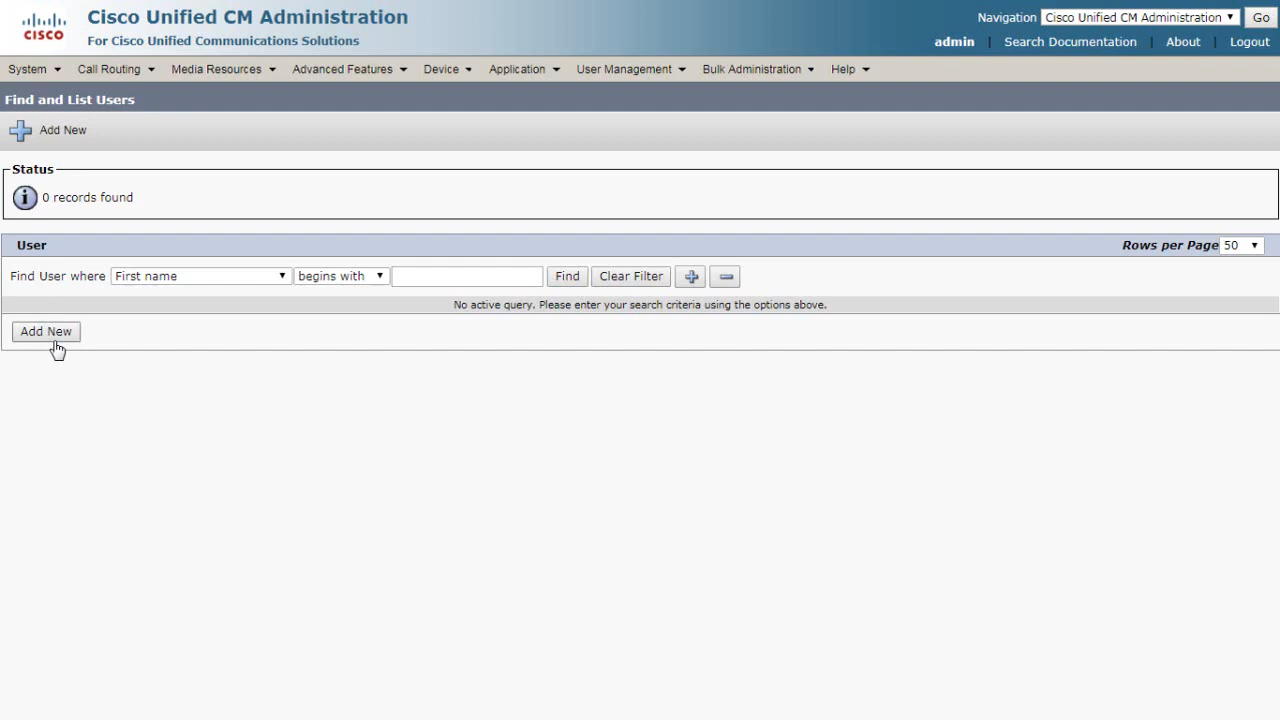 CISCO
Cisco Unified CM Administration
For Cisco Unified Communications Solutions
Navigation Cisco Unified CM Administration Go
admin | Search Documentation | About | Logout
System Call Routing Media Resources Advanced Features Device Application User Management Bulk Administration Help
Find and List Users
Add New
Status
0 records found
User Rows per Page 50
Find User where First name begins with Find Clear Filter
No active query. Please enter your search criteria using the options above.
Add New